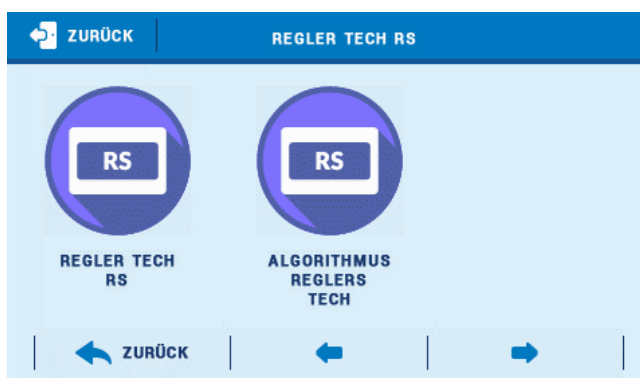 ZURÜCK
REGLER TECH RS
RS
RS
REGLER TECH
RS
ALGORITHMUS
REGLERS
TECH
ZURÜCK